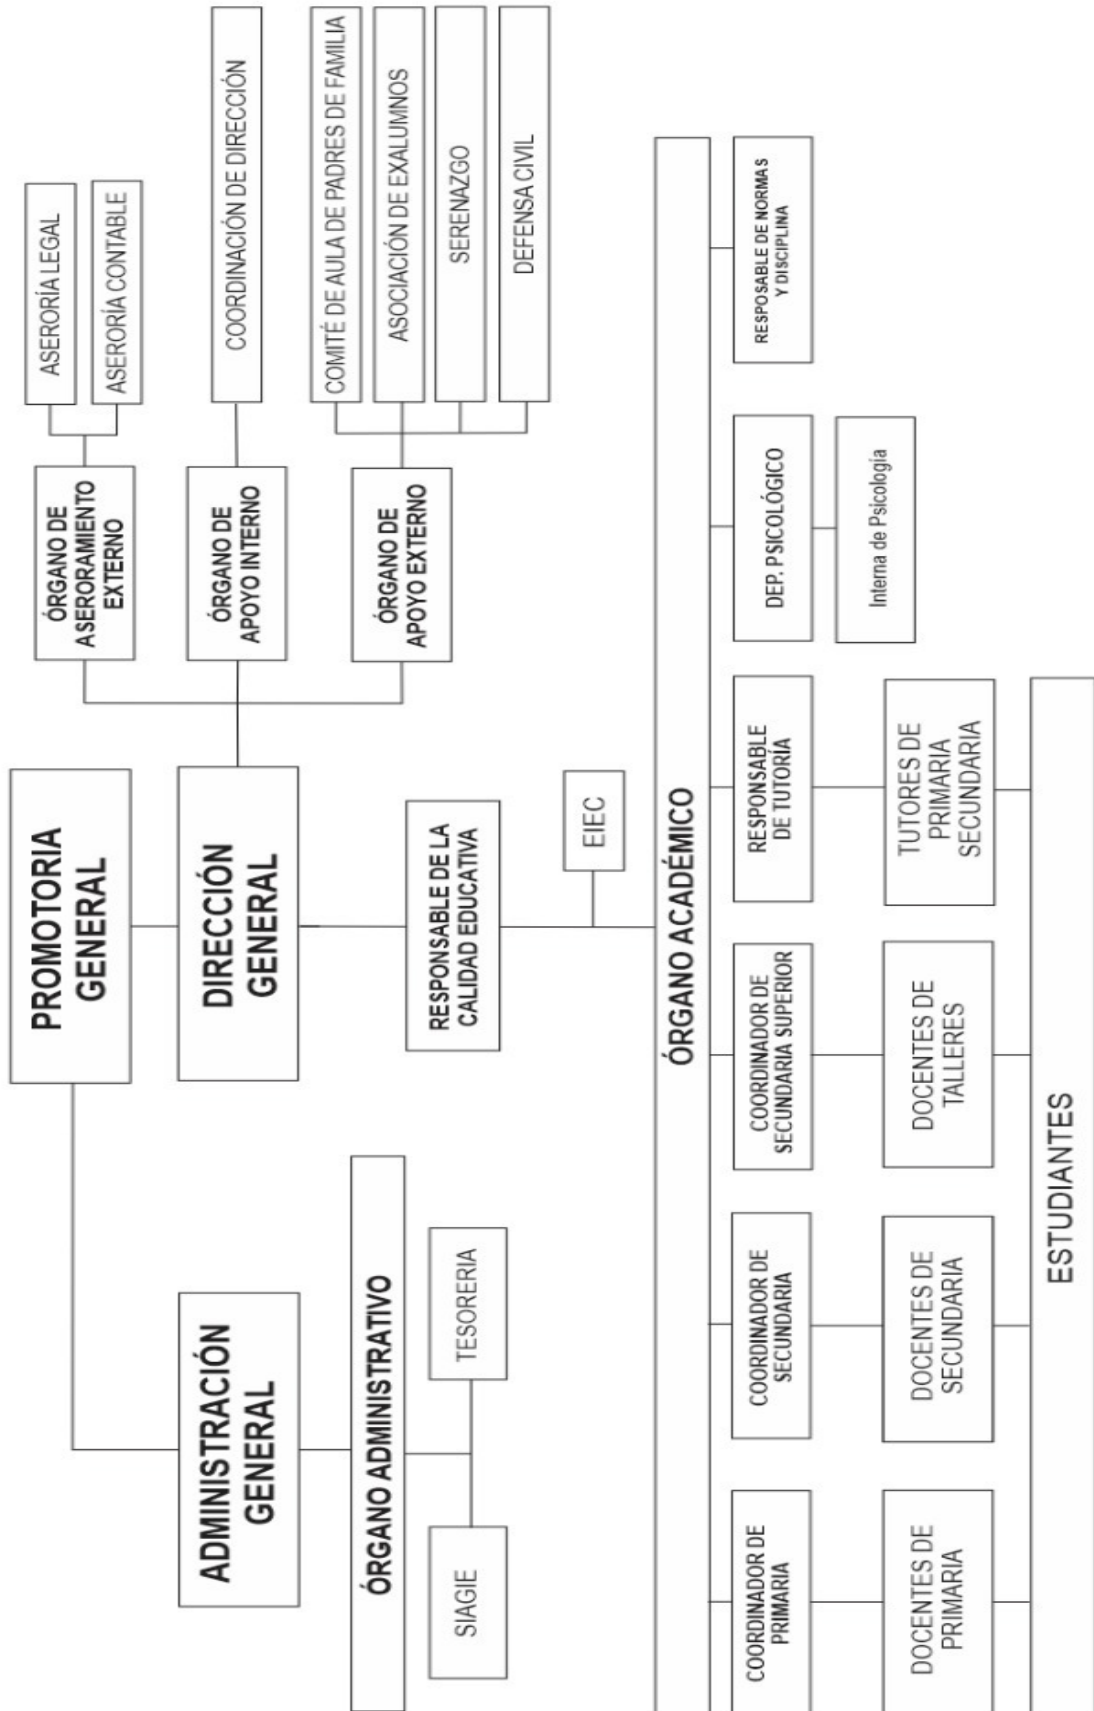 PROMOTORIA
GENERAL
ADMINISTRACIÓN
GENERAL
DIRECCIÓN
GENERAL
ÓRGANO DE
ASERORAMIENTO
EXTERNO
ASERORÍA LEGAL
ASERORÍA CONTABLE
ÓRGANO DE
APOYO INTERNO
COORDINACIÓN DE DIRECCIÓN
ÓRGANO DE
APOYO EXTERNO
COMITÉ DE AULA DE PADRES DE FAMILIA
ASOCIACIÓN DE EXALUMNOS
SERENAZGO
DEFENSA CIVIL
ÓRGANO ADMINISTRATIVO
SIAGIE
TESORERIA
RESPONSABLE DE LA
CALIDAD EDUCATIVA
EIEC
ÓRGANO ACADÉMICO
COORDINADOR DE
PRIMARIA
COORDINADOR DE
SECUNDARIA
COORDINADOR DE
SECUNDARIA SUPERIOR
RESPONSABLE
DE TUTORÍA
DEP. PSICOLÓGICO
RESPOSABLE DE NORMAS
Y DISCIPLINA
DOCENTES DE
PRIMARIA
DOCENTES DE
SECUNDARIA
DOCENTES DE
TALLERES
TUTORES DE
PRIMARIA
SECUNDARIA
Interna de Psicología
ESTUDIANTES